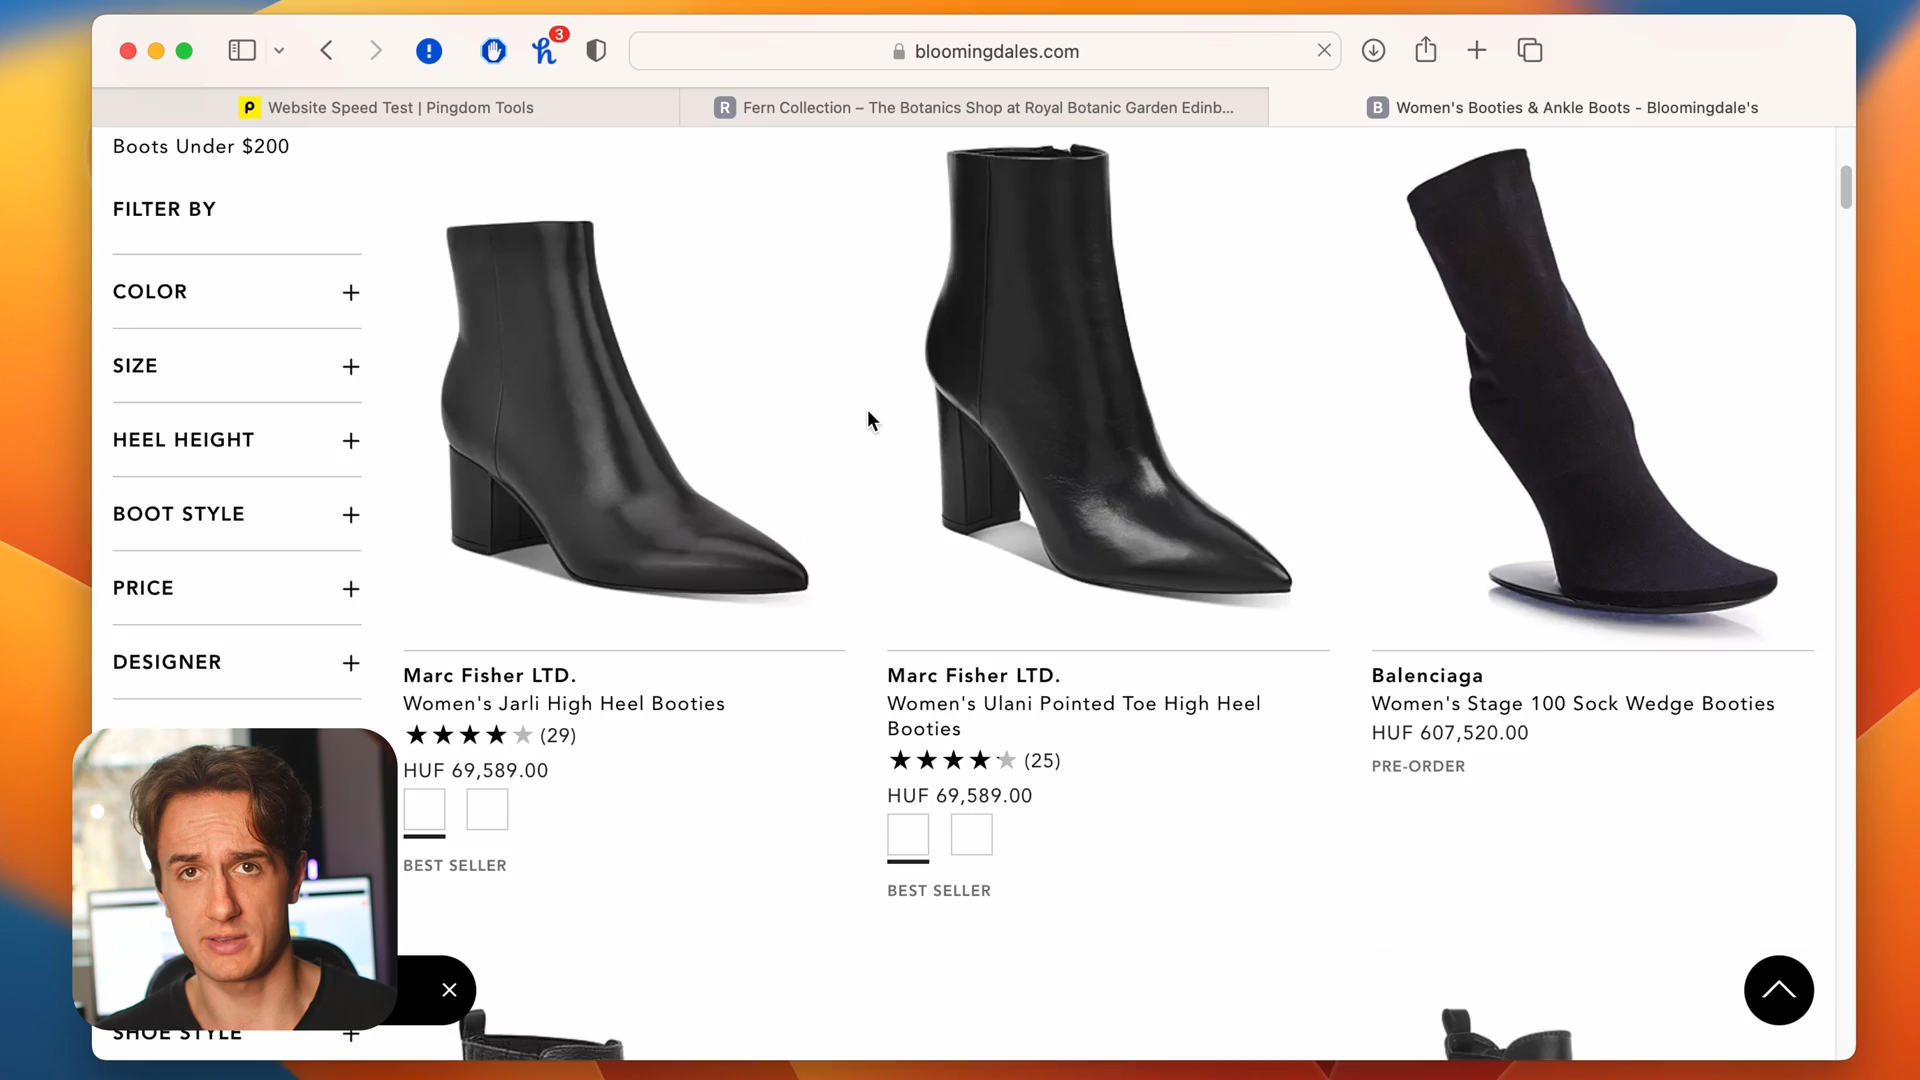 3
bloomingdales.com
Website Speed Test | Pingdom Tools
R Fern Collection – The Botanics Shop at Royal Botanic Garden Edinb...
B Women's Booties & Ankle Boots - Bloomingdale's
Boots Under $200
FILTER BY
COLOR
SIZE
HEEL HEIGHT
BOOT STYLE
PRICE
DESIGNER
SHOE STYLE
Marc Fisher LTD.
Women's Jarli High Heel Booties
(29)
HUF 69,589.00
BEST SELLER
Marc Fisher LTD.
Women's Ulani Pointed Toe High Heel
Booties
(25)
HUF 69,589.00
BEST SELLER
Balenciaga
Women's Stage 100 Sock Wedge Booties
HUF 607,520.00
PRE-ORDER